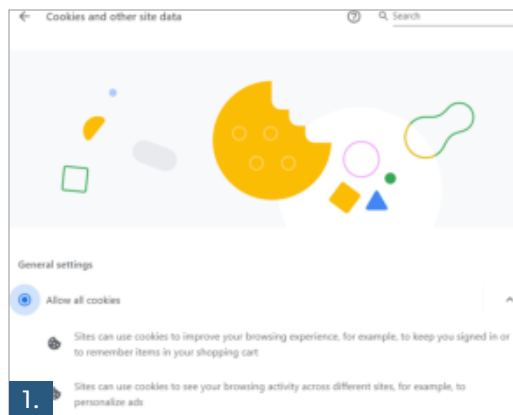 Cookies and other site data
Search
General settings
Allow all cookies
Sites can use cookies to improve your browsing experience, for example, to keep you signed in or
to remember items in your shopping cart
Sites can use cookies to see your browsing activity across different sites, for example, to
personalize ads
1.